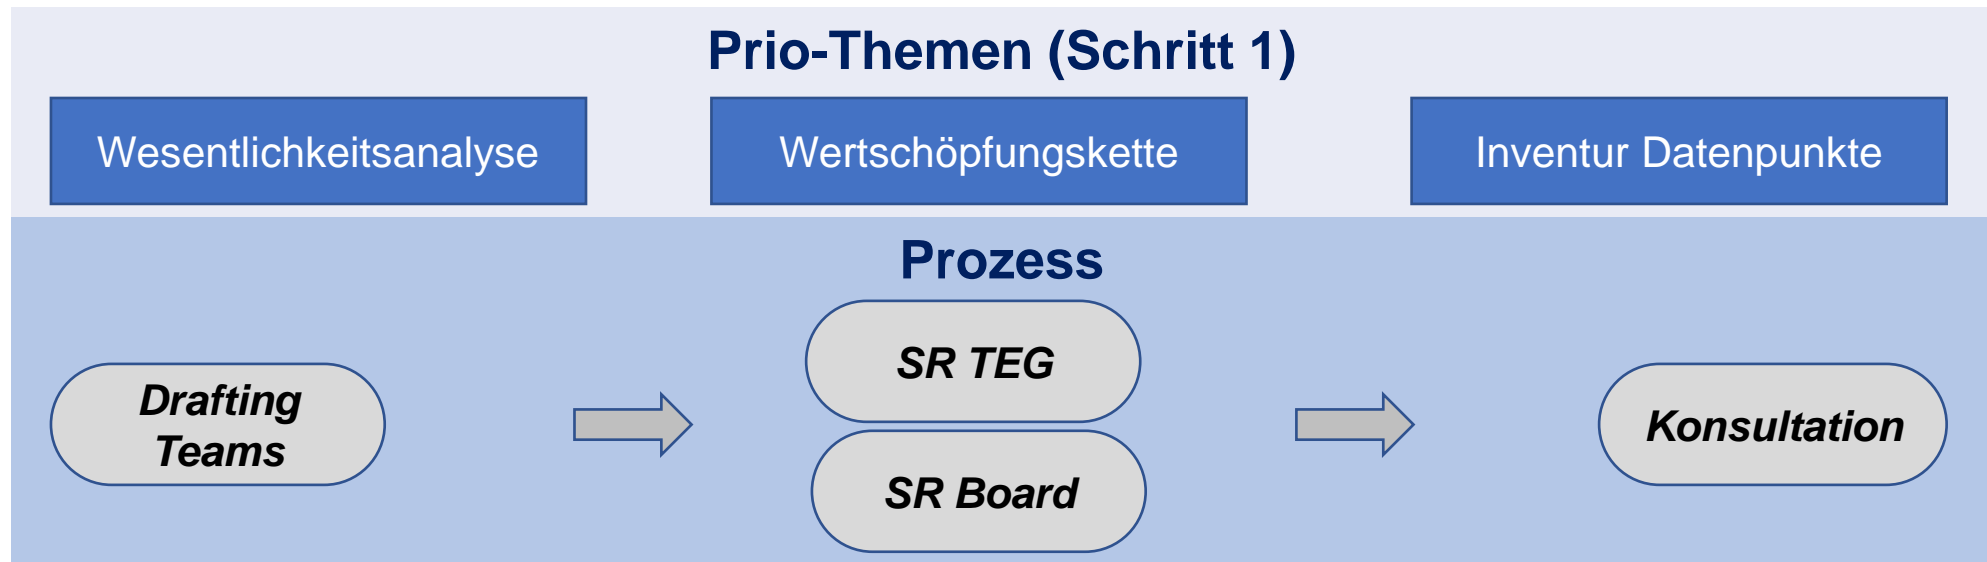 Prio-Themen (Schritt 1)
Wesentlichkeitsanalyse
Wertschöpfungskette
Inventur Datenpunkte
Prozess
Drafting
Teams
SR TEG
SR Board
Konsultation